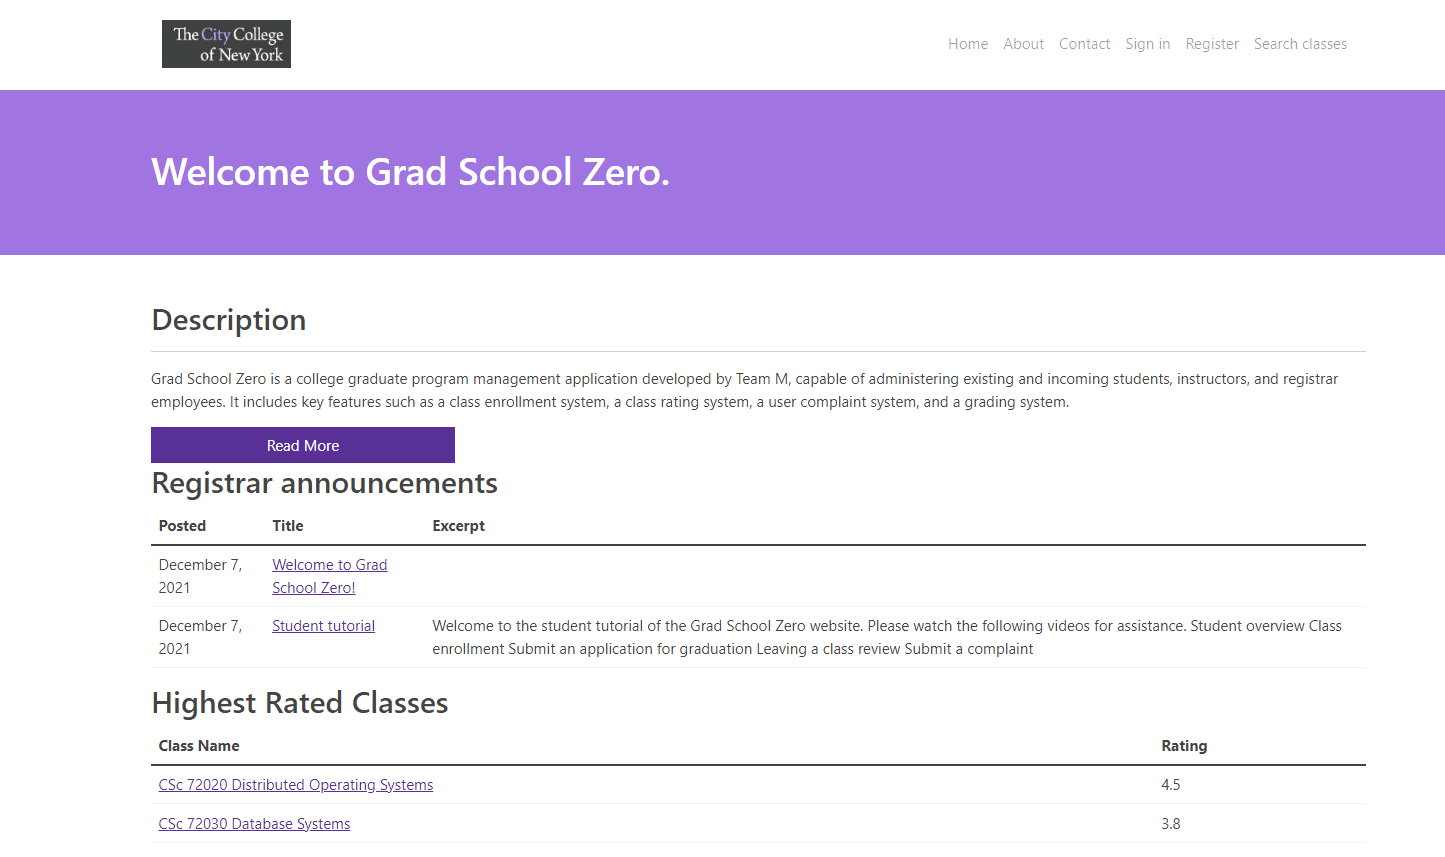 The City College
of New York
Home About Contact Sign in Register Search classes
Welcome to Grad School Zero.
Description
Grad School Zero is a college graduate program management application developed by Team M, capable of administering existing and incoming students, instructors, and registrar
employees. It includes key features such as a class enrollment system, a class rating system, a user complaint system, and a grading system.
Read More
Registrar announcements
Posted Title Excerpt
December 7, 2021 Welcome to Grad School Zero!
December 7, 2021 Student tutorial Welcome to the student tutorial of the Grad School Zero website. Please watch the following videos for assistance. Student overview Class
enrollment Submit an application for graduation Leaving a class review Submit a complaint
Highest Rated Classes
Class Name Rating
CSc 72020 Distributed Operating Systems 4.5
CSc 72030 Database Systems 3.8